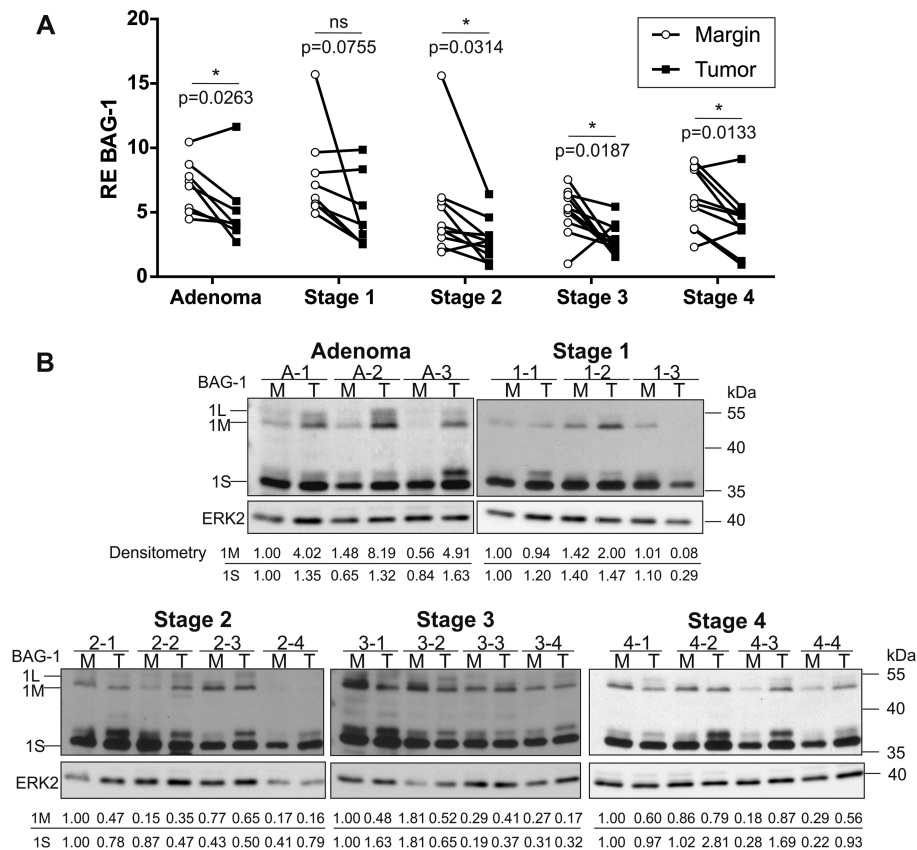 A
20
15
10
5
0
RE BAG-1
*
p=0.0263
ns
p=0.0755
*
p=0.0314
*
p=0.0187
*
p=0.0133
Margin
Tumor
Adenoma Stage 1 Stage 2 Stage 3 Stage 4
B
Adenoma Stage 1
A-1 A-2 A-3 1-1 1-2 1-3
BAG-1 M T M T M T M T M T M T kDa
1L 55
1M
40
1S
35
ERK2 40
Densitometry 1M 1.00 4.02 1.48 8.19 0.56 4.91 1.00 0.94 1.42 2.00 1.01 0.08
1S 1.00 1.35 0.65 1.32 0.84 1.63 1.00 1.20 1.40 1.47 1.10 0.29
Stage 2 Stage 3 Stage 4
2-1 2-2 2-3 2-4 3-1 3-2 3-3 3-4 4-1 4-2 4-3 4-4
BAG-1 M T M T M T M T M T M T M T M T M T M T M T M T kDa
1L 55
1M
40
1S 35
ERK2 40
1M 1.00 0.47 0.15 0.35 0.77 0.65 0.17 0.16 1.00 0.48 1.81 0.52 0.29 0.41 0.27 0.17 1.00 0.60 0.86 0.79 0.18 0.87 0.29 0.56
1S 1.00 0.78 0.87 0.47 0.43 0.50 0.41 0.79 1.00 1.63 1.81 0.65 0.19 0.37 0.31 0.32 1.00 0.97 1.02 2.81 0.28 1.69 0.22 0.93